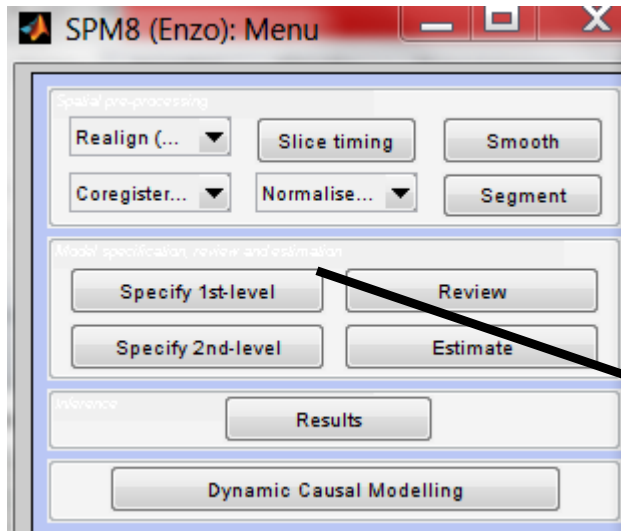 SPM8 (Enzo): Menu
Spatial pre-processing
Realign (... Slice timing Smooth
Coregister... Normalise... Segment
Model specification, review and estimation
Specify 1st-level Review
Specify 2nd-level Estimate
Inference
Results
Dynamic Causal Modelling